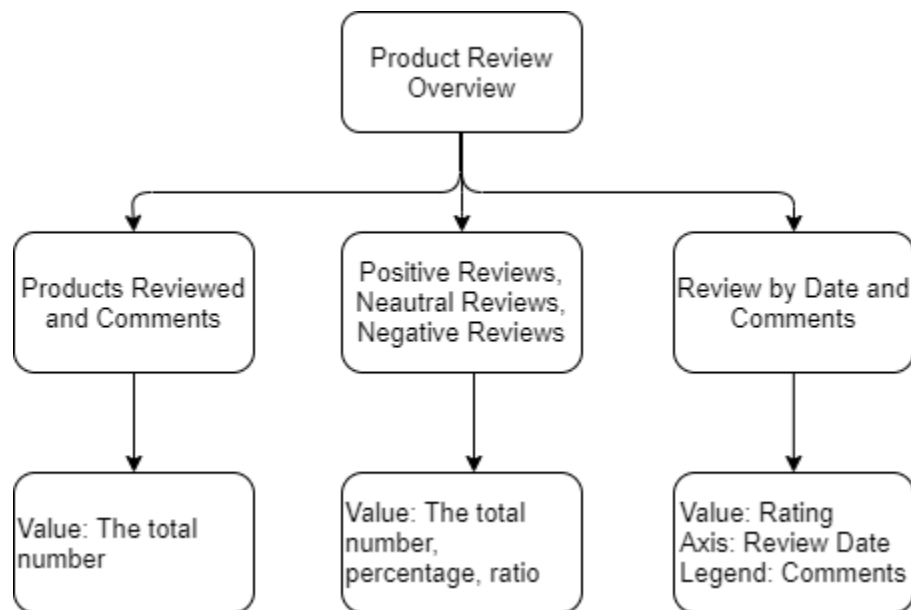 Product Review
Overview
Products Reviewed
and Comments
Positive Reviews,
Neautral Reviews,
Negative Reviews
Review by Date and
Comments
Value: The total
number
Value: The total
number,
percentage, ratio
Value: Rating
Axis: Review Date
Legend: Comments